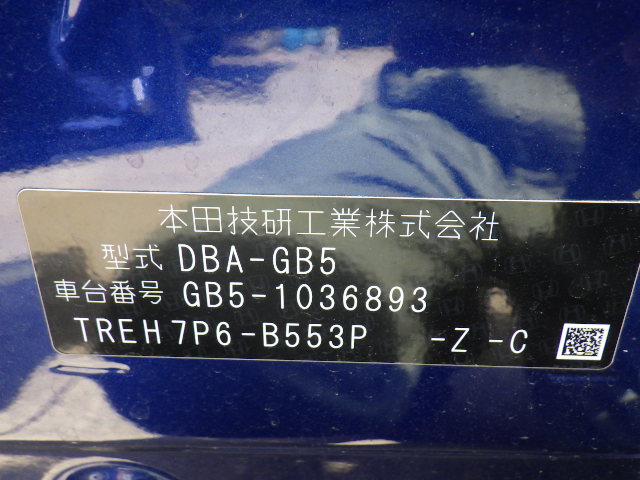 本田技研工業株式会社
型式 DBA-GB5
車台番号 GB5-1036893
TREH7P6-B553P -Z -C